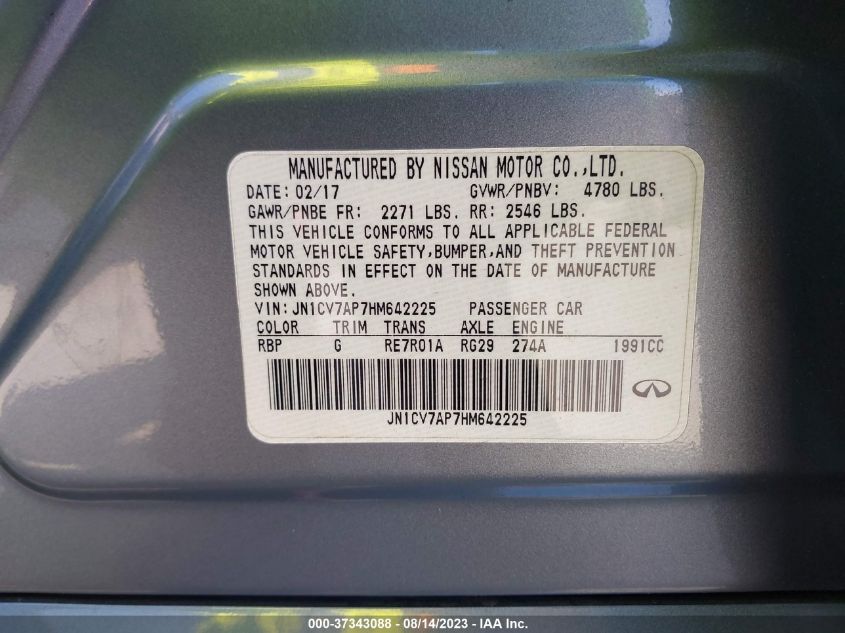 MANUFACTURED BY NISSAN MOTOR CO.,LTD.
DATE: 02/17 GVWR/PNBV: 4780 LBS.
GAWR/PNBE FR: 2271 LBS. RR: 2546 LBS.
THIS VEHICLE CONFORMS TO ALL APPLICABLE FEDERAL
MOTOR VEHICLE SAFETY,BUMPER,AND THEFT PREVENTION
STANDARDS IN EFFECT ON THE DATE OF MANUFACTURE
SHOWN ABOVE.
VIN:JN1CV7AP7HM642225 PASSENGER CAR
COLOR TRIM TRANS AXLE ENGINE
RBP G RE7R01A RG29 274A 1991CC
JN1CV7AP7HM642225
000-37343088 - 08/14/2023 - IAA Inc.